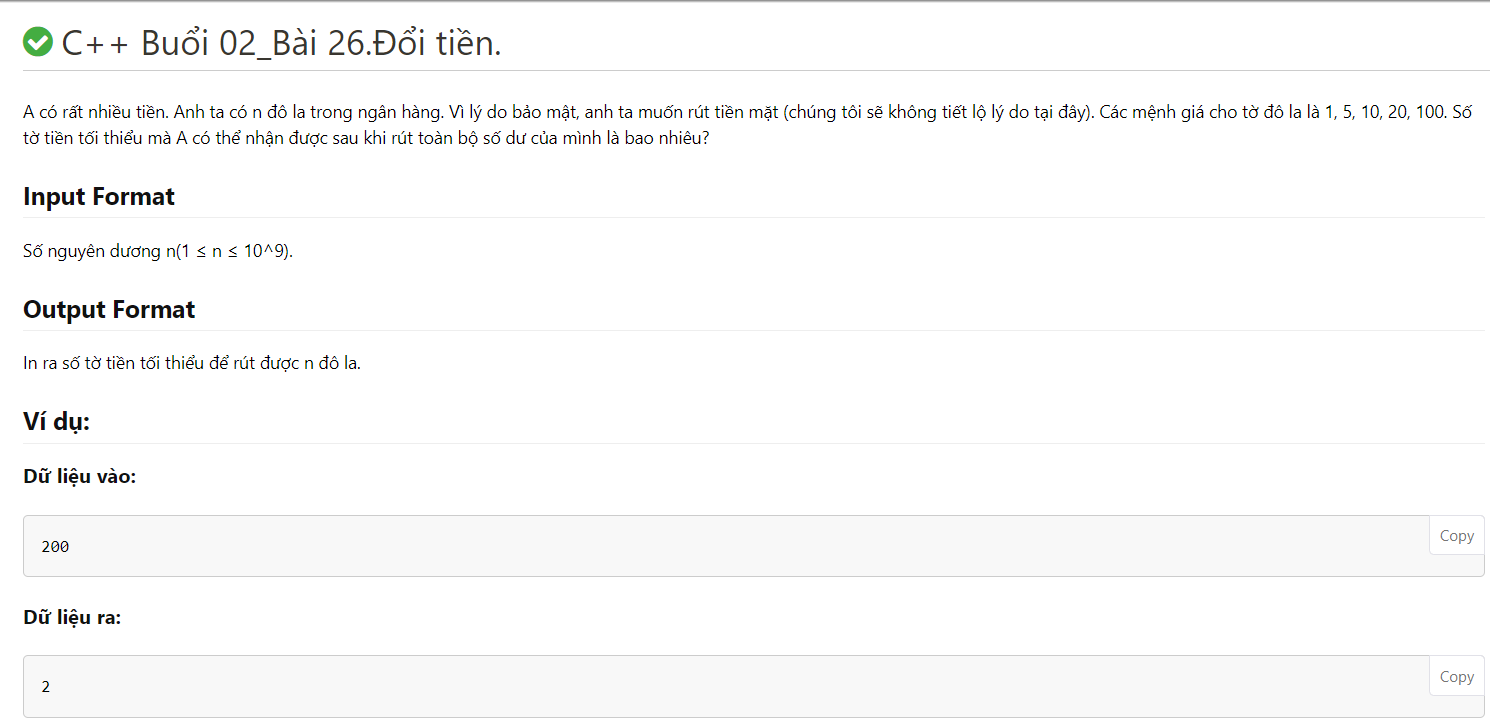 C++ Buổi 02_Bài 26.Đổi tiền.
A có rất nhiều tiền. Anh ta có n đô la trong ngân hàng. Vì lý do bảo mật, anh ta muốn rút tiền mặt (chúng tôi sẽ không tiết lộ lý do tại đây). Các mệnh giá cho tờ đô la là 1, 5, 10, 20, 100. Số
tờ tiền tối thiểu mà A có thể nhận được sau khi rút toàn bộ số dư của mình là bao nhiêu?
Input Format
Số nguyên dương n(1 ≤ n ≤ 10^9).
Output Format
In ra số tờ tiền tối thiểu để rút được n đô la.
Ví dụ:
Dữ liệu vào:
Copy
200
Dữ liệu ra:
Copy
2